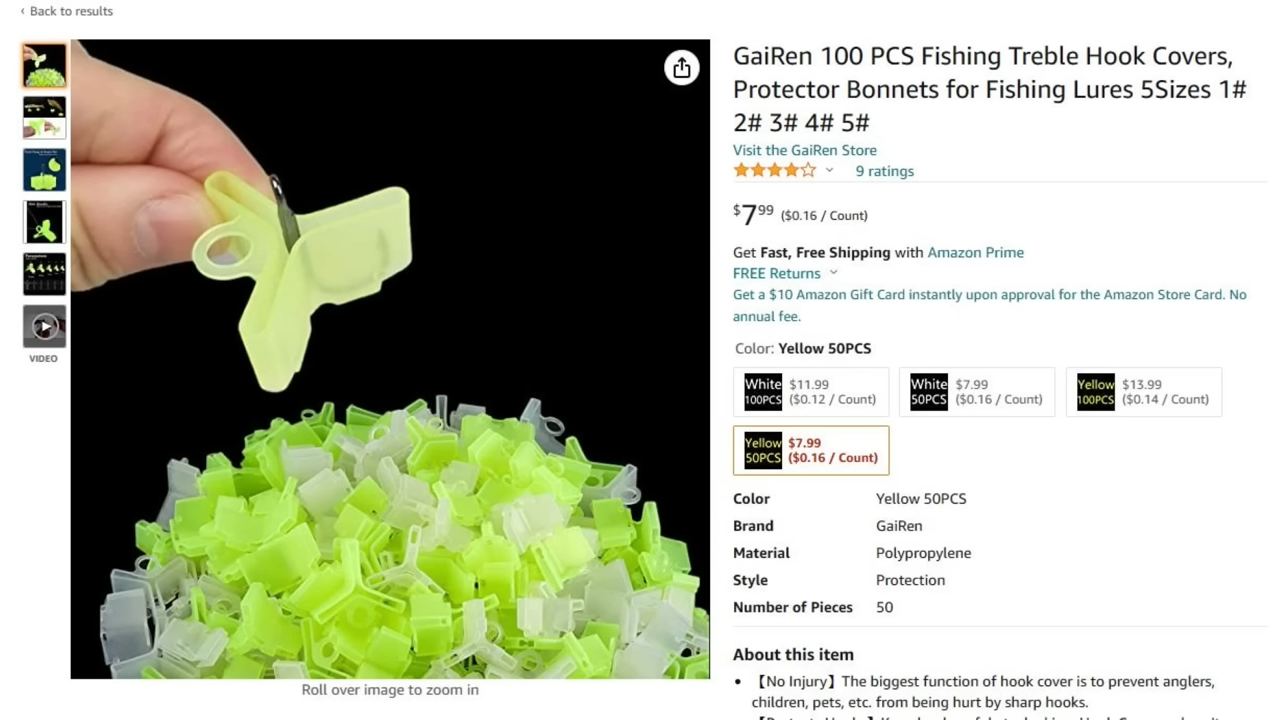 ‹ Back to results
GaiRen 100 PCS Fishing Treble Hook Covers,
Protector Bonnets for Fishing Lures 5Sizes 1#
2# 3# 4# 5#
Visit the GaiRen Store
9 ratings
$7.99 ($0.16 / Count)
Get Fast, Free Shipping with Amazon Prime
FREE Returns
Get a $10 Amazon Gift Card instantly upon approval for the Amazon Store Card. No
annual fee.
Color: Yellow 50PCS
White 100PCS $11.99 ($0.12 / Count)
White 50PCS $7.99 ($0.16 / Count)
Yellow 100PCS $13.99 ($0.14 / Count)
Yellow 50PCS $7.99 ($0.16 / Count)
Color Yellow 50PCS
Brand GaiRen
Material Polypropylene
Style Protection
Number of Pieces 50
About this item
• 【No Injury】The biggest function of hook cover is to prevent anglers,
children, pets, etc. from being hurt by sharp hooks.
VIDEO
Roll over image to zoom in